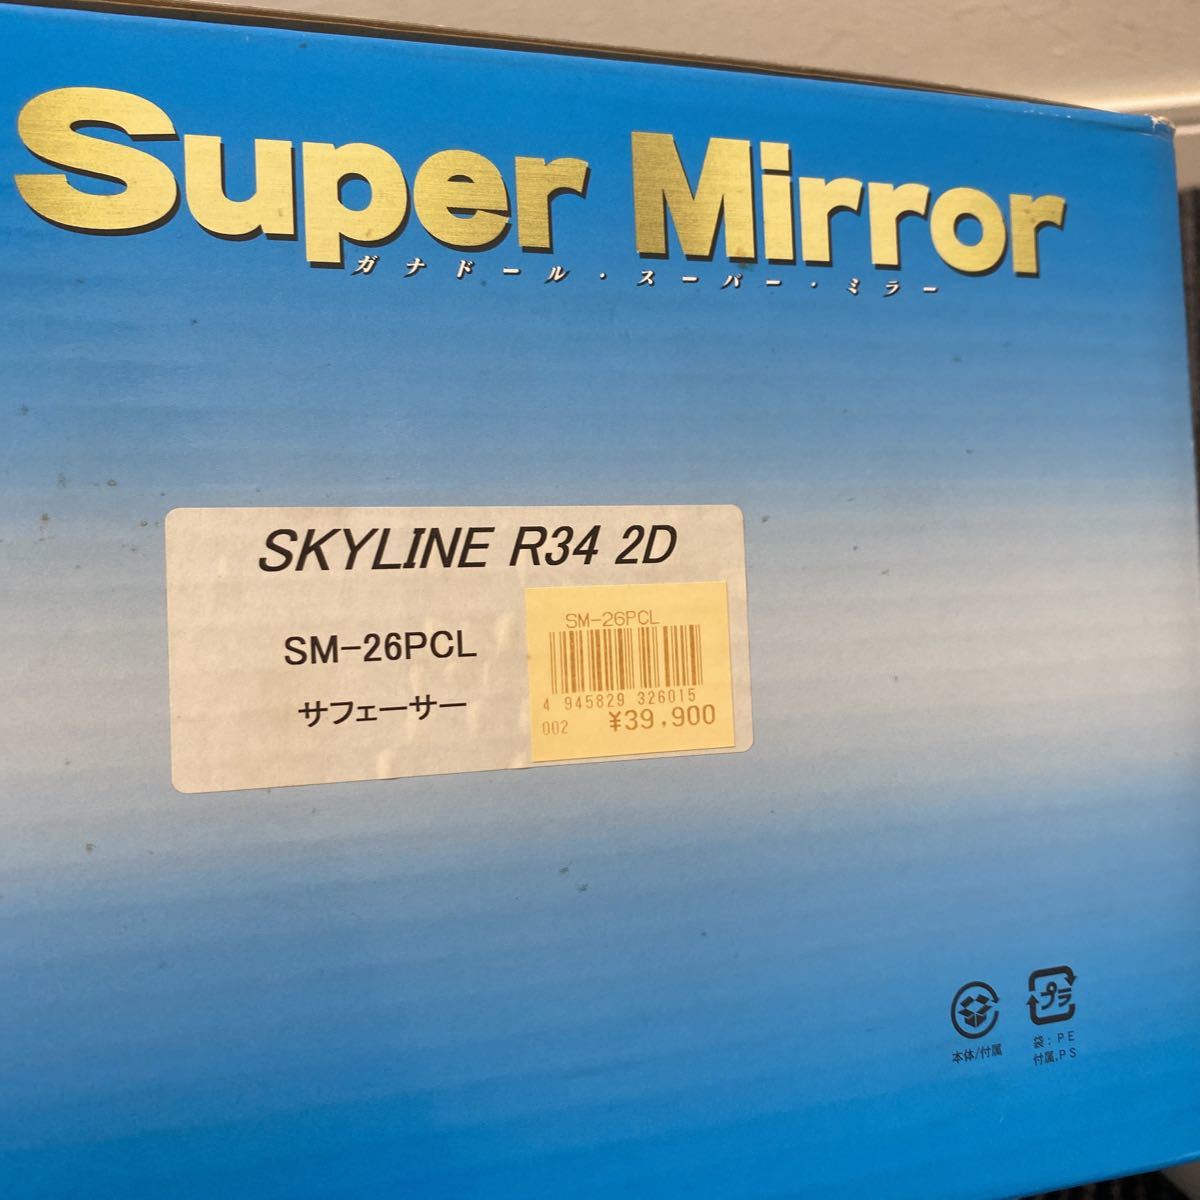 Super Mirror
ガナドール・スーパー・ミラー
SKYLINE R34 2D
SM-26PCL
サフェーサー
SM-26PCL
4 945829 326015
002 ¥39,900
プラ
本体/付属
袋:PE
付属.PS